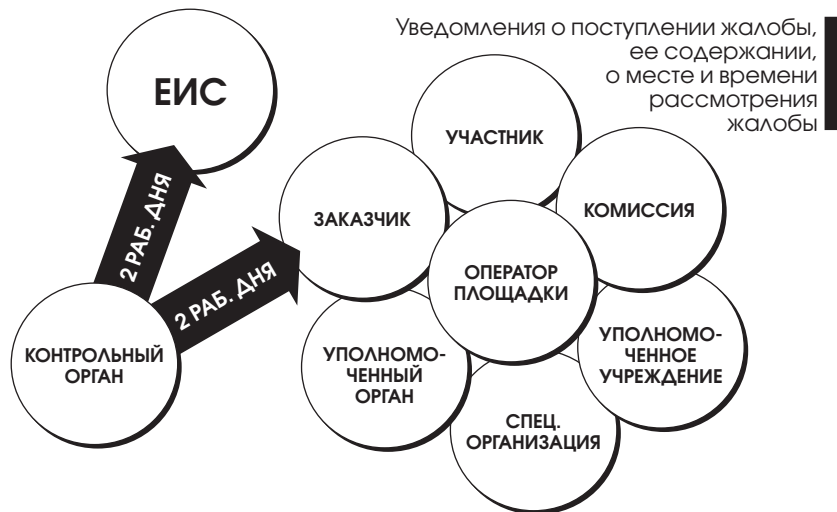 Уведомления о поступлении жалобы,
ее содержании,
о месте и времени
рассмотрения
жалобы
ЕИС
УЧАСТНИК
ЗАКАЗЧИК
КОМИССИЯ
2 РАБ. ДНЯ
2 РАБ. ДНЯ
ОПЕРАТОР
ПЛОЩАДКИ
КОНТРОЛЬНЫЙ
ОРГАН
УПОЛНОМО-
ЧЕННЫЙ
ОРГАН
УПОЛНОМО-
ЧЕННОЕ
УЧРЕЖДЕНИЕ
СПЕЦ.
ОРГАНИЗАЦИЯ